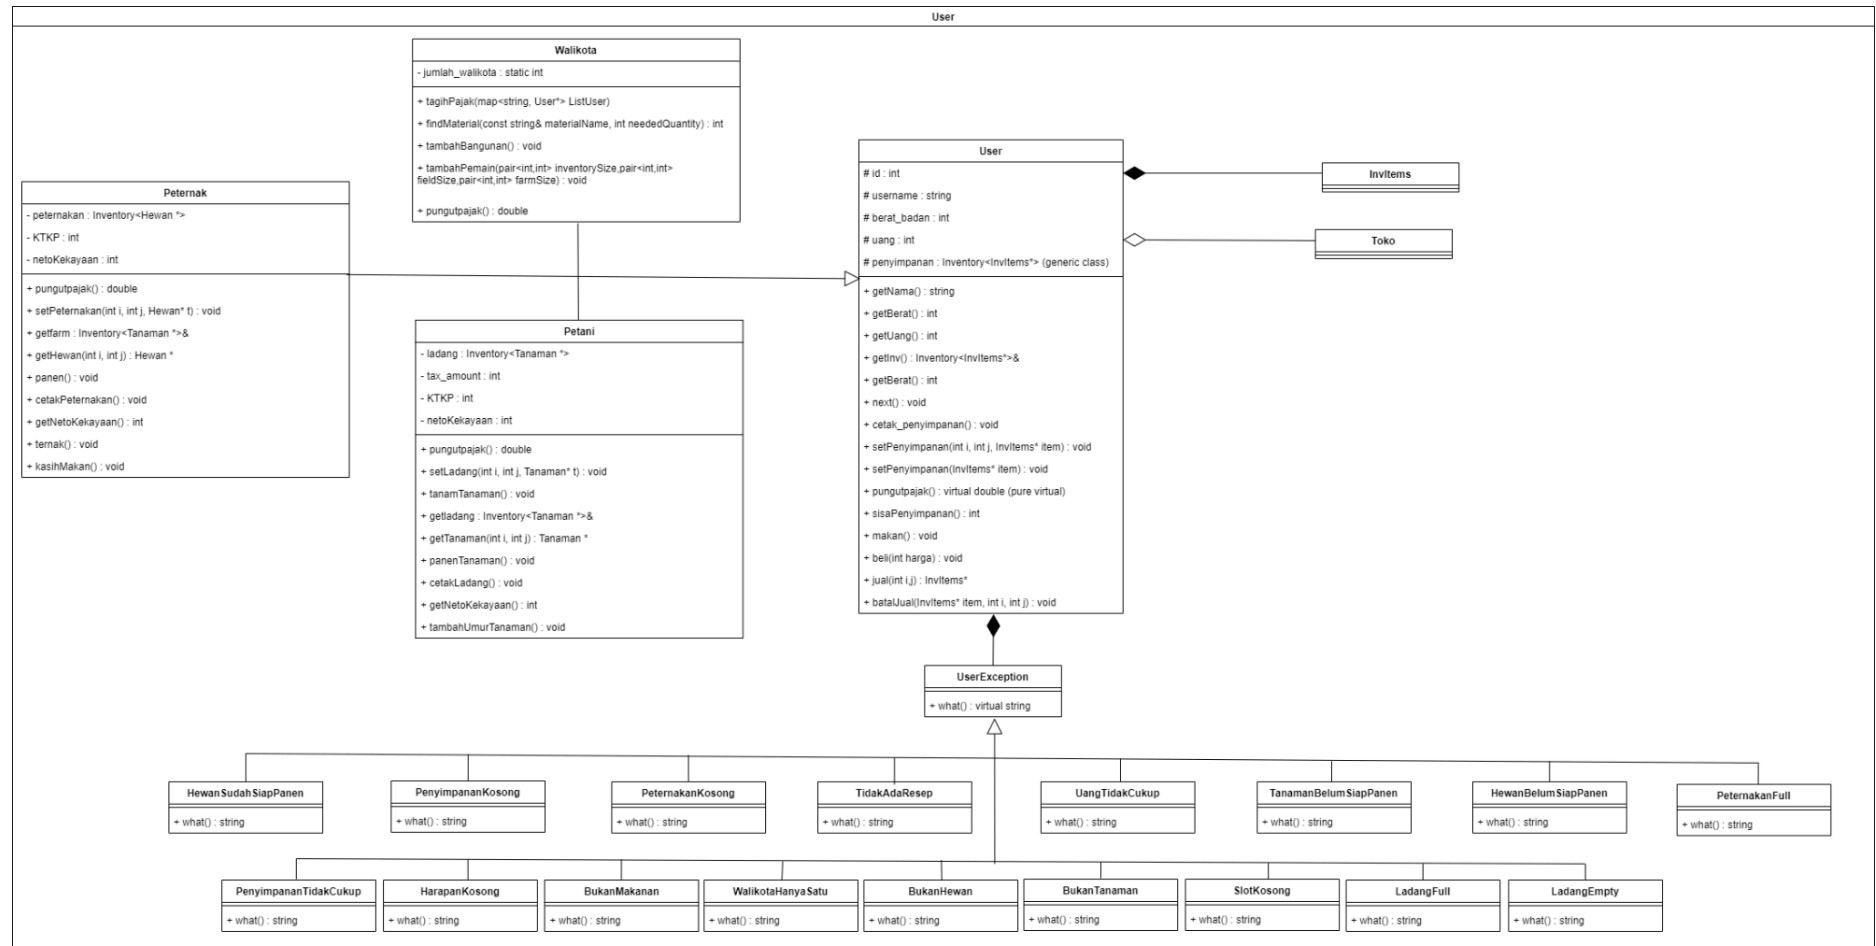 User
Walikota
- jumlah_walikota : static int
+ tagihPajak(map<string, User*> ListUser)
+ findMaterial(const string& materialName, int neededQuantity) : int
+ tambahBangunan() : void
+ tambahPemain(pair<int,int> inventorySize,pair<int,int>
fieldSize,pair<int,int> farmSize) : void
+ pungutpajak() : double
Peternak
- peternakan : Inventory<Hewan *>
- KTKP : int
- netoKekayaan : int
+ pungutpajak() : double
+ setPeternakan(int i, int j, Hewan* t) : void
+ getfarm : Inventory<Tanaman *>&
+ getHewan(int i, int j) : Hewan *
+ panen() : void
+ cetakPeternakan() : void
+ getNetoKekayaan() : int
+ ternak() : void
+ kasihMakan() : void
Petani
- ladang : Inventory<Tanaman *>
- tax_amount : int
- KTKP : int
- netoKekayaan : int
+ pungutpajak() : double
+ setLadang(int i, int j, Tanaman* t) : void
+ tanamTanaman() : void
+ getladang : Inventory<Tanaman *>&
+ getTanaman(int i, int j) : Tanaman *
+ panenTanaman() : void
+ cetakLadang() : void
+ getNetoKekayaan() : int
+ tambahUmurTanaman() : void
User
# id : int
# username : string
# berat_badan : int
# uang : int
# penyimpanan : Inventory<InvItems*> (generic class)
+ getNama() : string
+ getBerat() : int
+ getUang() : int
+ getInv() : Inventory<InvItems*>&
+ getBerat() : int
+ next() : void
+ cetak_penyimpanan() : void
+ setPenyimpanan(int i, int j, InvItems* item) : void
+ setPenyimpanan(InvItems* item) : void
+ pungutpajak() : virtual double (pure virtual)
+ sisaPenyimpanan() : int
+ makan() : void
+ beli(int harga) : void
+ jual(int i,j) : InvItems*
+ batalJual(InvItems* item, int i, int j) : void
InvItems
Toko
UserException
+ what() : virtual string
HewanSudahSiapPanen
+ what() : string
PenyimpananKosong
+ what() : string
PeternakanKosong
+ what() : string
TidakAdaResep
+ what() : string
UangTidakCukup
+ what() : string
TanamanBelumSiapPanen
+ what() : string
HewanBelumSiapPanen
+ what() : string
PeternakanFull
+ what() : string
PenyimpananTidakCukup
+ what() : string
HarapanKosong
+ what() : string
BukanMakanan
+ what() : string
WalikotaHanyaSatu
+ what() : string
BukanHewan
+ what() : string
BukanTanaman
+ what() : string
SlotKosong
+ what() : string
LadangFull
+ what() : string
LadangEmpty
+ what() : string